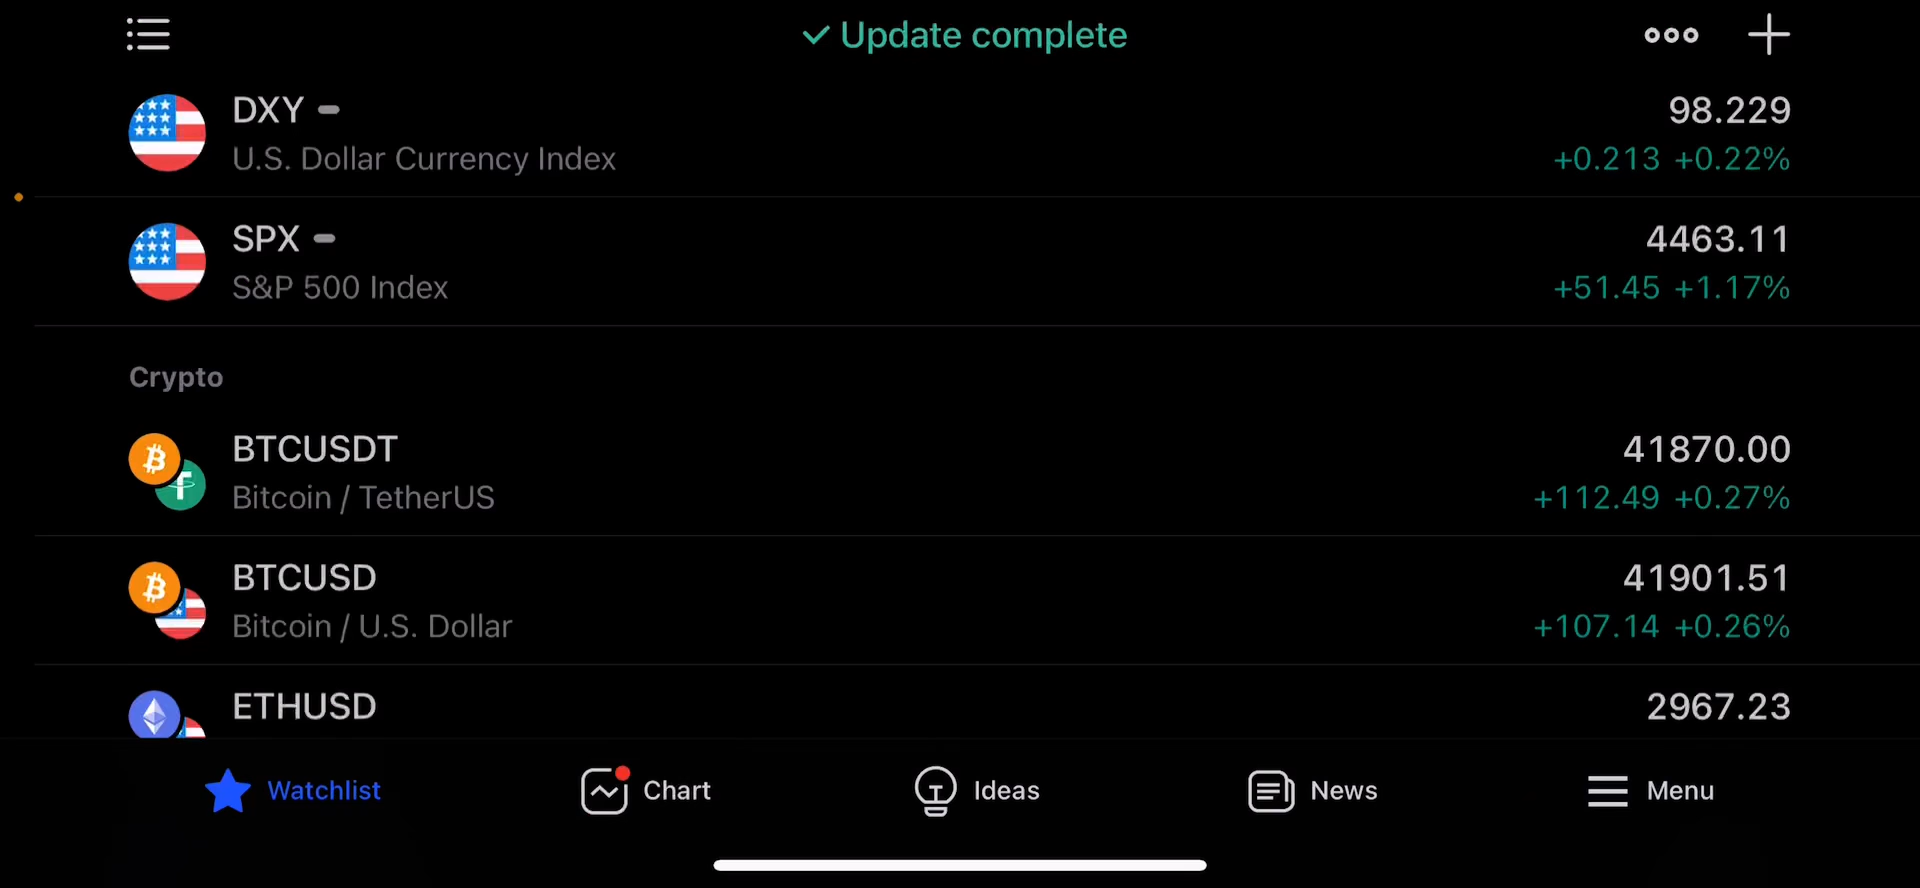 Update complete
DXY
98.229
U.S. Dollar Currency Index
+0.213 +0.22%
SPX
4463.11
S&P 500 Index
+51.45 +1.17%
Crypto
BTCUSDT
41870.00
Bitcoin / TetherUS
+112.49 +0.27%
BTCUSD
41901.51
Bitcoin / U.S. Dollar
+107.14 +0.26%
ETHUSD
2967.23
Watchlist
Chart
Ideas
News
Menu